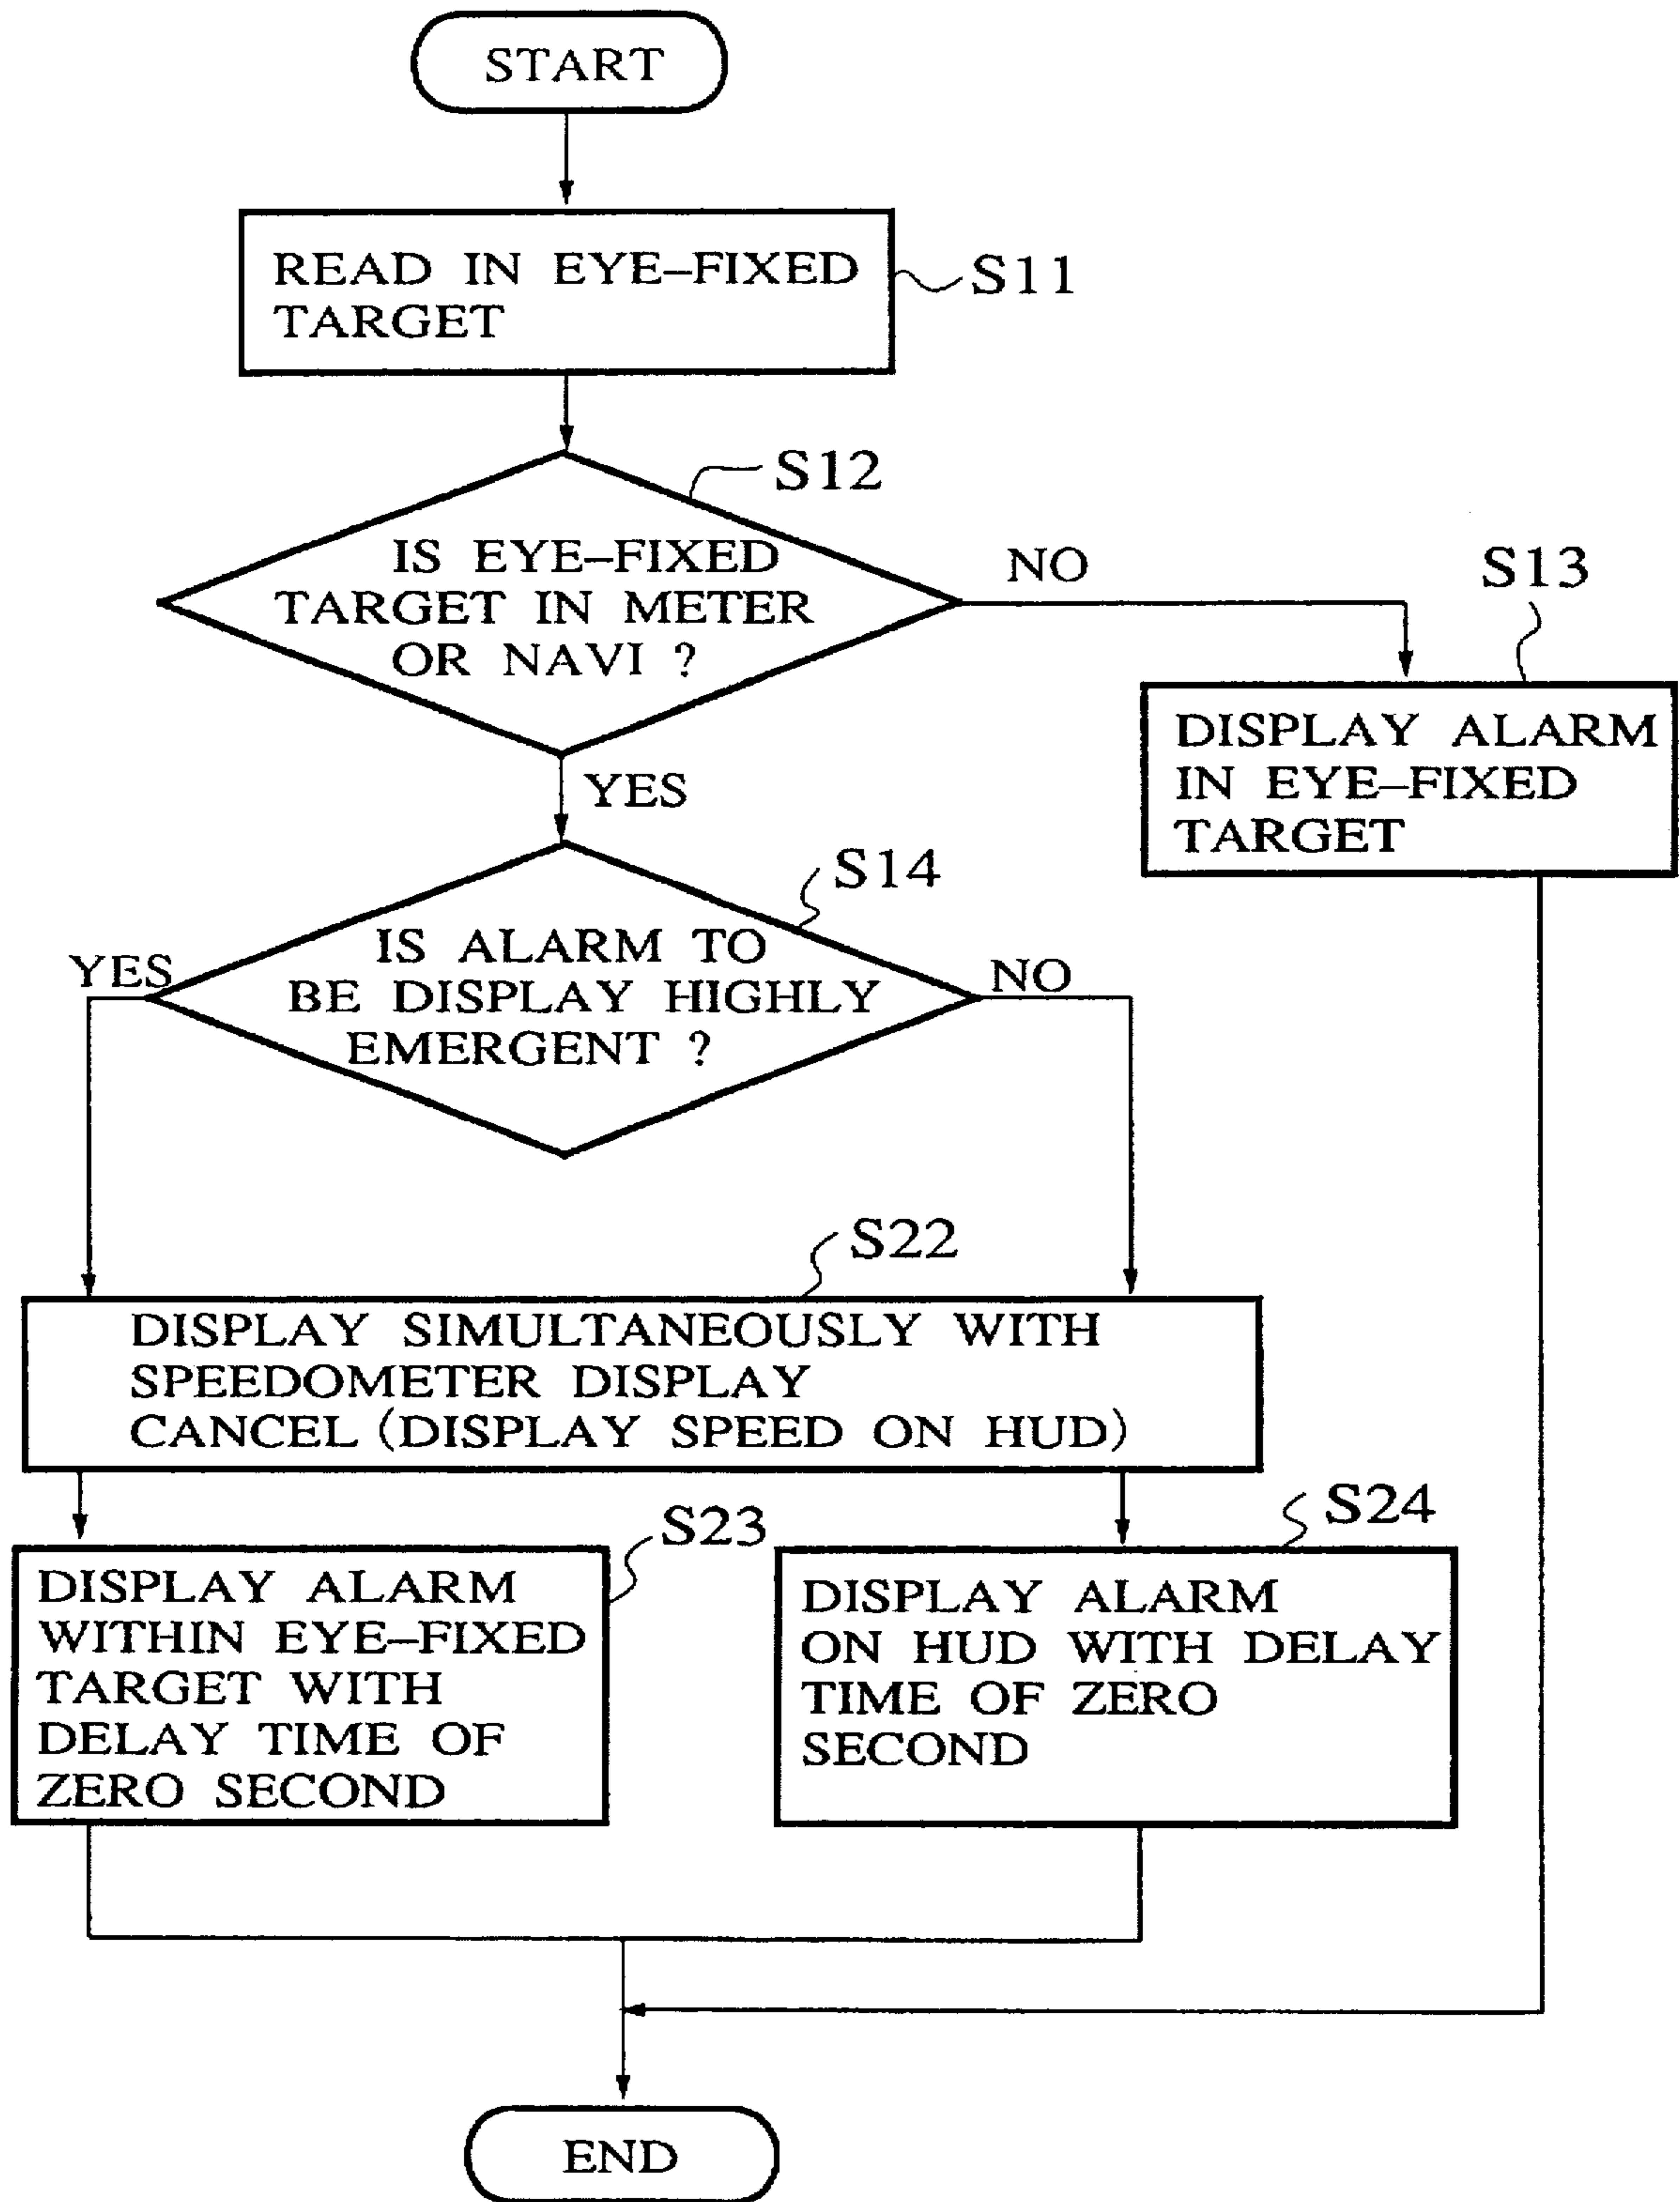 START
READ IN EYE–FIXED
TARGET
S11
S12
IS EYE–FIXED
TARGET IN METER
OR NAVI ?
NO
YES
S13
DISPLAY ALARM
IN EYE–FIXED
TARGET
S14
IS ALARM TO
BE DISPLAY HIGHLY
EMERGENT ?
YES
NO
S22
DISPLAY SIMULTANEOUSLY WITH
SPEEDOMETER DISPLAY
CANCEL (DISPLAY SPEED ON HUD)
S23
DISPLAY ALARM
WITHIN EYE–FIXED
TARGET WITH
DELAY TIME OF
ZERO SECOND
S24
DISPLAY ALARM
ON HUD WITH DELAY
TIME OF ZERO
SECOND
END